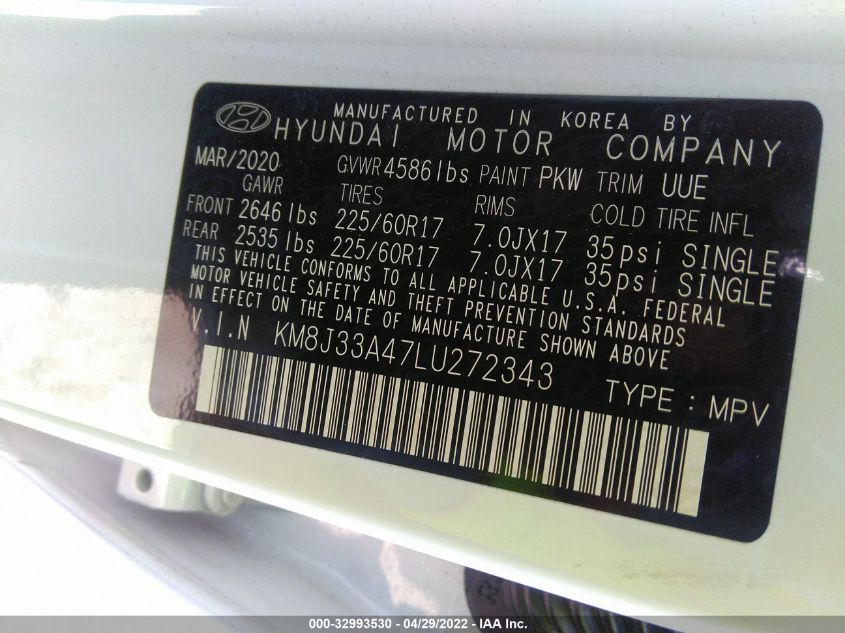 MANUFACTURED IN KOREA BY
HYUNDAI MOTOR COMPANY
MAR/2020 GVWR 4586 lbs PAINT PKW TRIM UUE
GAWR TIRES RIMS COLD TIRE INFL
FRONT 2646 lbs 225/60R17 7.0JX17 35psi SINGLE
REAR 2535 lbs 225/60R17 7.0JX17 35psi SINGLE
THIS VEHICLE CONFORMS TO ALL APPLICABLE U.S.A. FEDERAL
MOTOR VEHICLE SAFETY AND THEFT PREVENTION STANDARDS
IN EFFECT ON THE DATE OF MANUFACTURE SHOWN ABOVE
V.I.N KM8J33A47LU272343
TYPE : MPV
000-32993530 - 04/29/2022 - IAA Inc.